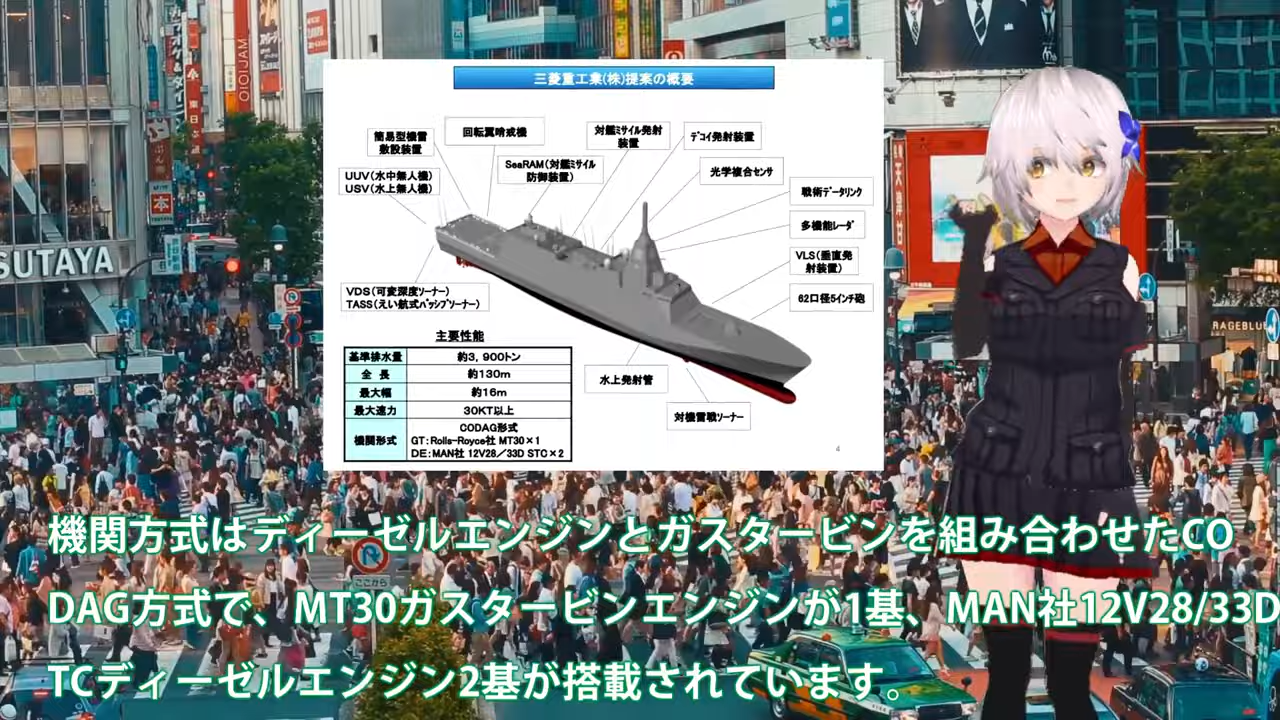 三菱重工業(株)提案の概要
簡易型機雷
敷設装置
回転翼哨戒機
対艦ミサイル発射
装置
デコイ発射装置
SeaRAM(対艦ミサイル
防御装置)
光学複合センサ
UUV(水中無人機)
USV(水上無人機)
戦術データリンク
多機能レーダ
VLS(垂直発
射装置)
62口径5インチ砲
VDS(可変深度ソーナー)
TASS(えい航式パッシブソーナー)
水上発射管
対機雷戦ソーナー
主要性能
基準排水量 約3,900トン
全 長 約130m
最大幅 約16m
最大速力 30KT以上
機関形式 CODAG形式
GT:Rolls-Royce社 MT30×1
DE:MAN社 12V28/33D STC×2
4
SUTAYA
OIOIJAM
RAGEBLU
ここから
機関方式はディーゼルエンジンとガスタービンを組み合わせたCO
DAG方式で、MT30ガスタービンエンジンが1基、MAN社12V28/33D
TCディーゼルエンジン2基が搭載されています。